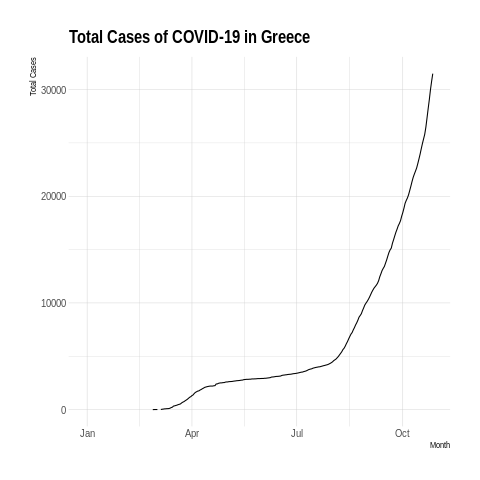 Total Cases of COVID-19 in Greece
Total Cases
30000
20000
10000
0
Jan Apr Jul Oct
Month